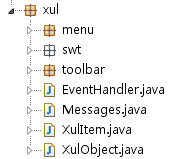 xul
menu
swt
toolbar
EventHandler.java
Messages.java
XulItem.java
XulObject.java